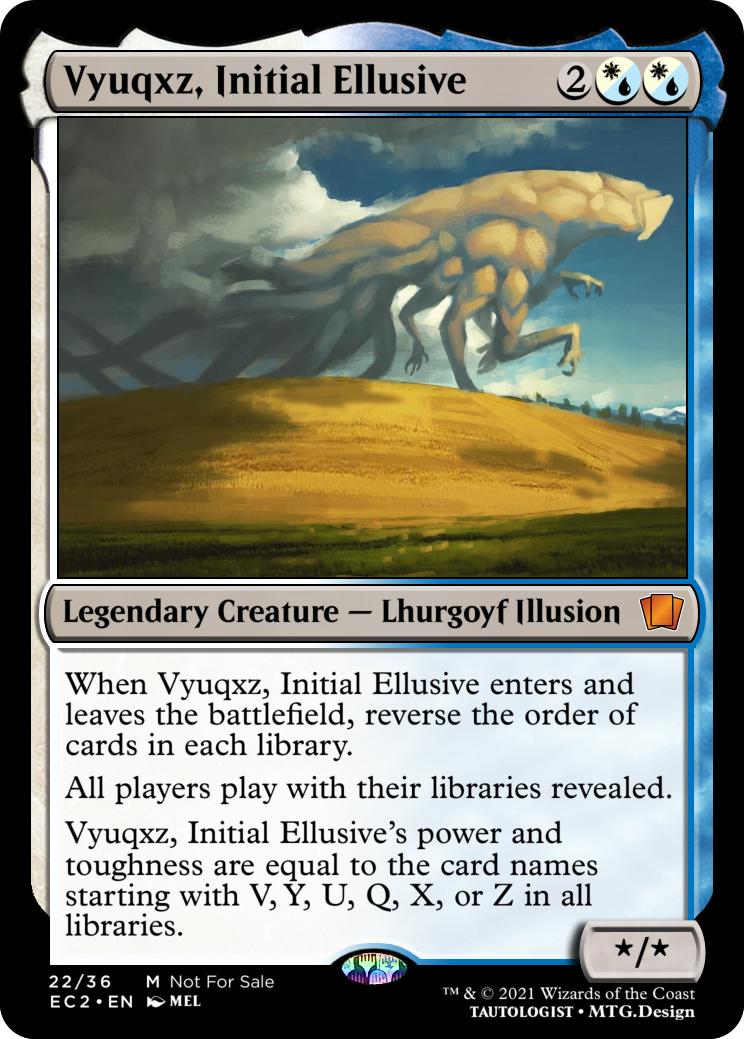 Vyuqxz, Initial Ellusive 2
Legendary Creature — Lhurgoyf Illusion
When Vyuqxz, Initial Ellusive enters and
leaves the battlefield, reverse the order of
cards in each library.
All players play with their libraries revealed.
Vyuqxz, Initial Ellusive’s power and
toughness are equal to the card names
starting with V, Y, U, Q, X, or Z in all
libraries.
★/★
22/36 M Not For Sale
EC2 • EN MEL
™ & © 2021 Wizards of the Coast
TAUTOLOGIST • MTG.Design